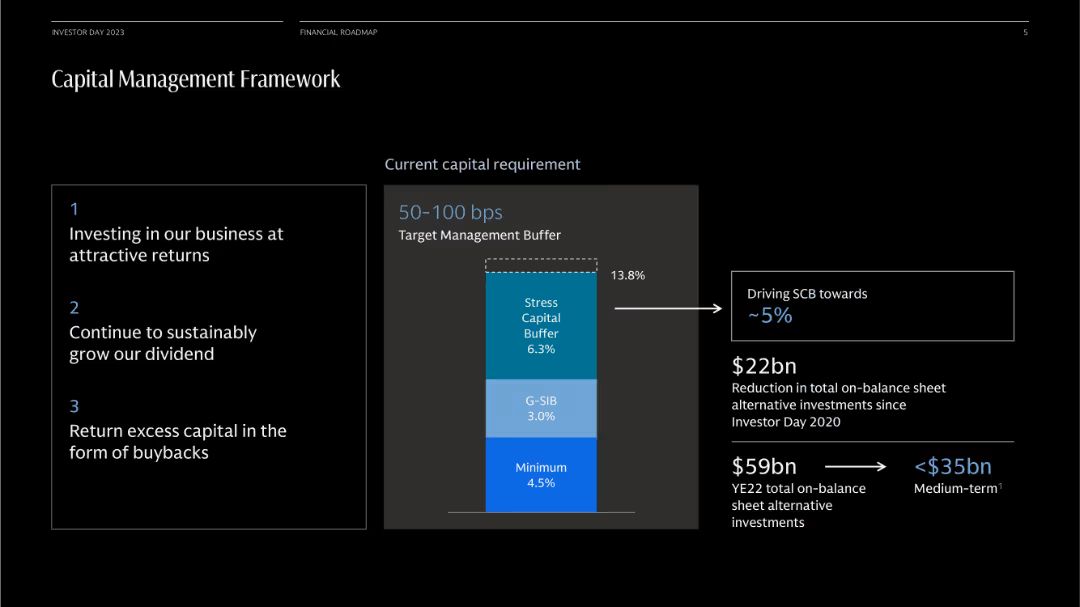 INVESTOR DAY 2023
FINANCIAL ROADMAP
5
Capital Management Framework
1
Investing in our business at
attractive returns
2
Continue to sustainably
grow our dividend
3
Return excess capital in the
form of buybacks
Current capital requirement
50-100 bps
Target Management Buffer
13.8%
Stress
Capital
Buffer
6.3%
G-SIB
3.0%
Minimum
4.5%
Driving SCB towards
~5%
$22bn
Reduction in total on-balance sheet
alternative investments since
Investor Day 2020
$59bn
YE22 total on-balance
sheet alternative
investments
<$35bn
Medium-term¹